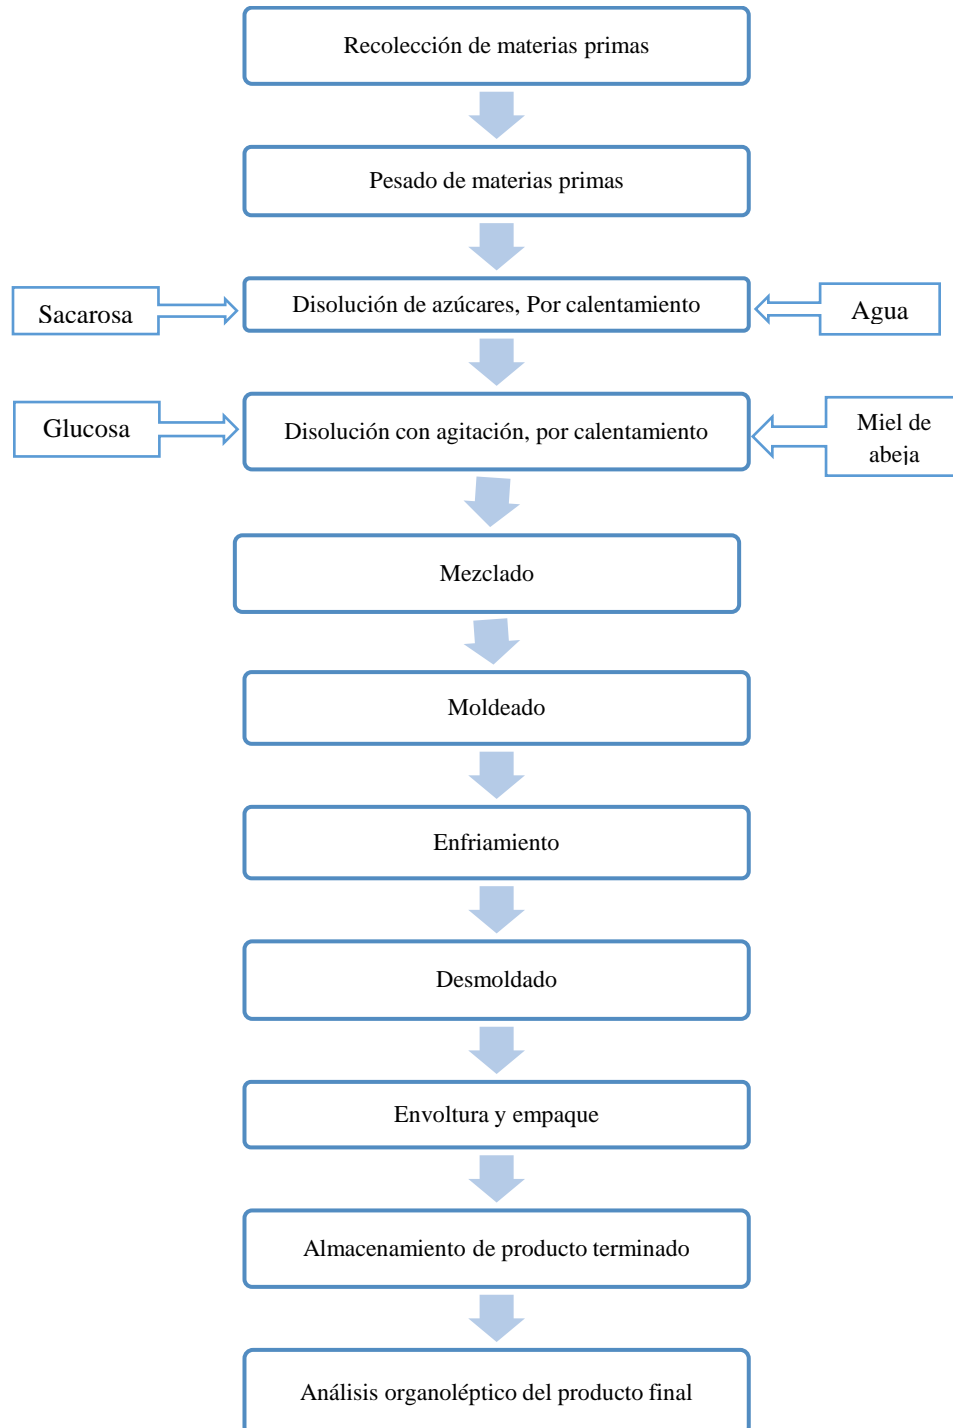 Recolección de materias primas
Pesado de materias primas
Sacarosa
Disolución de azúcares, Por calentamiento
Agua
Glucosa
Disolución con agitación, por calentamiento
Miel de
abeja
Mezclado
Moldeado
Enfriamiento
Desmoldado
Envoltura y empaque
Almacenamiento de producto terminado
Análisis organoléptico del producto final